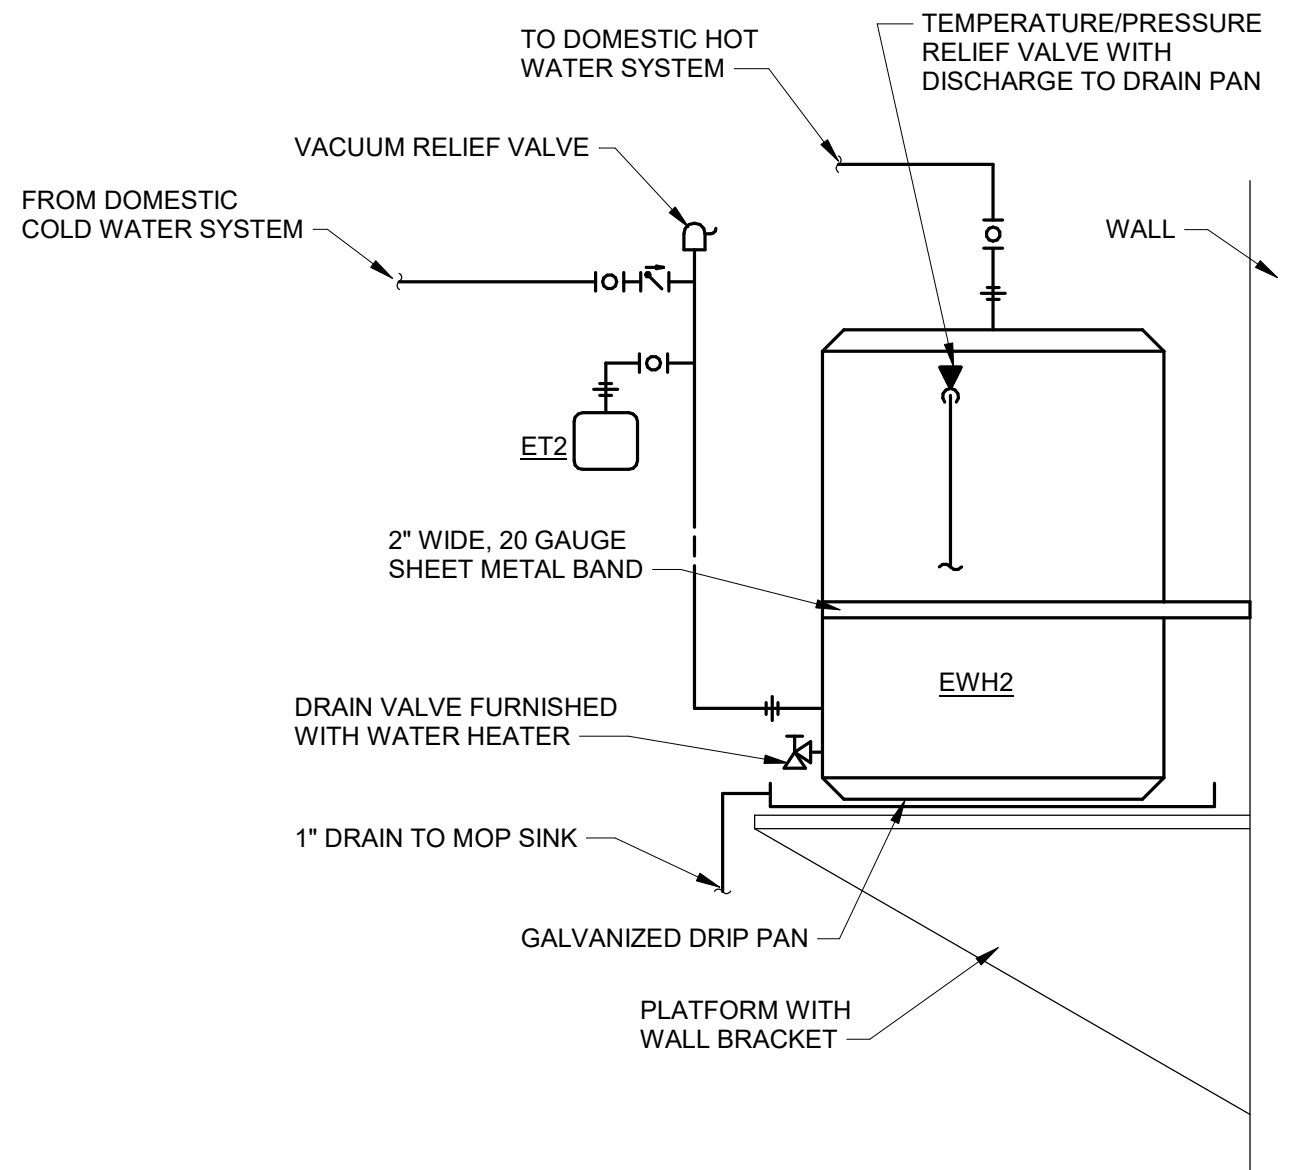 TEMPERATURE/PRESSURE
RELIEF VALVE WITH
DISCHARGE TO DRAIN PAN
TO DOMESTIC HOT
WATER SYSTEM
VACUUM RELIEF VALVE
FROM DOMESTIC
COLD WATER SYSTEM
WALL
ET2
2" WIDE, 20 GAUGE
SHEET METAL BAND
EWH2
DRAIN VALVE FURNISHED
WITH WATER HEATER
1" DRAIN TO MOP SINK
GALVANIZED DRIP PAN
PLATFORM WITH
WALL BRACKET